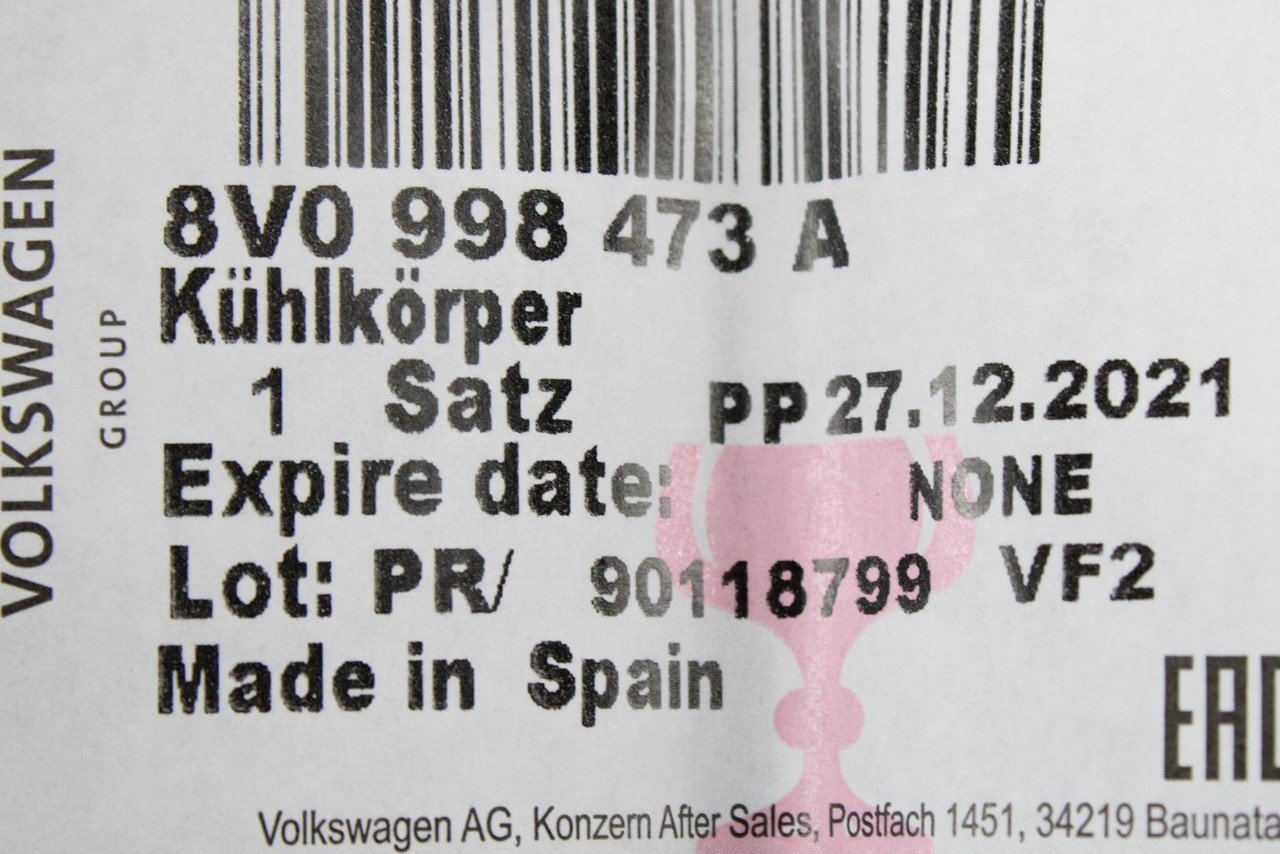 VOLKSWAGEN
GROUP
8V0 998 473 A
Kühlkörper
1 Satz PP 27.12.2021
Expire date: NONE
Lot: PR/ 90118799 VF2
Made in Spain
EAC
Volkswagen AG, Konzern After Sales, Postfach 1451, 34219 Baunata